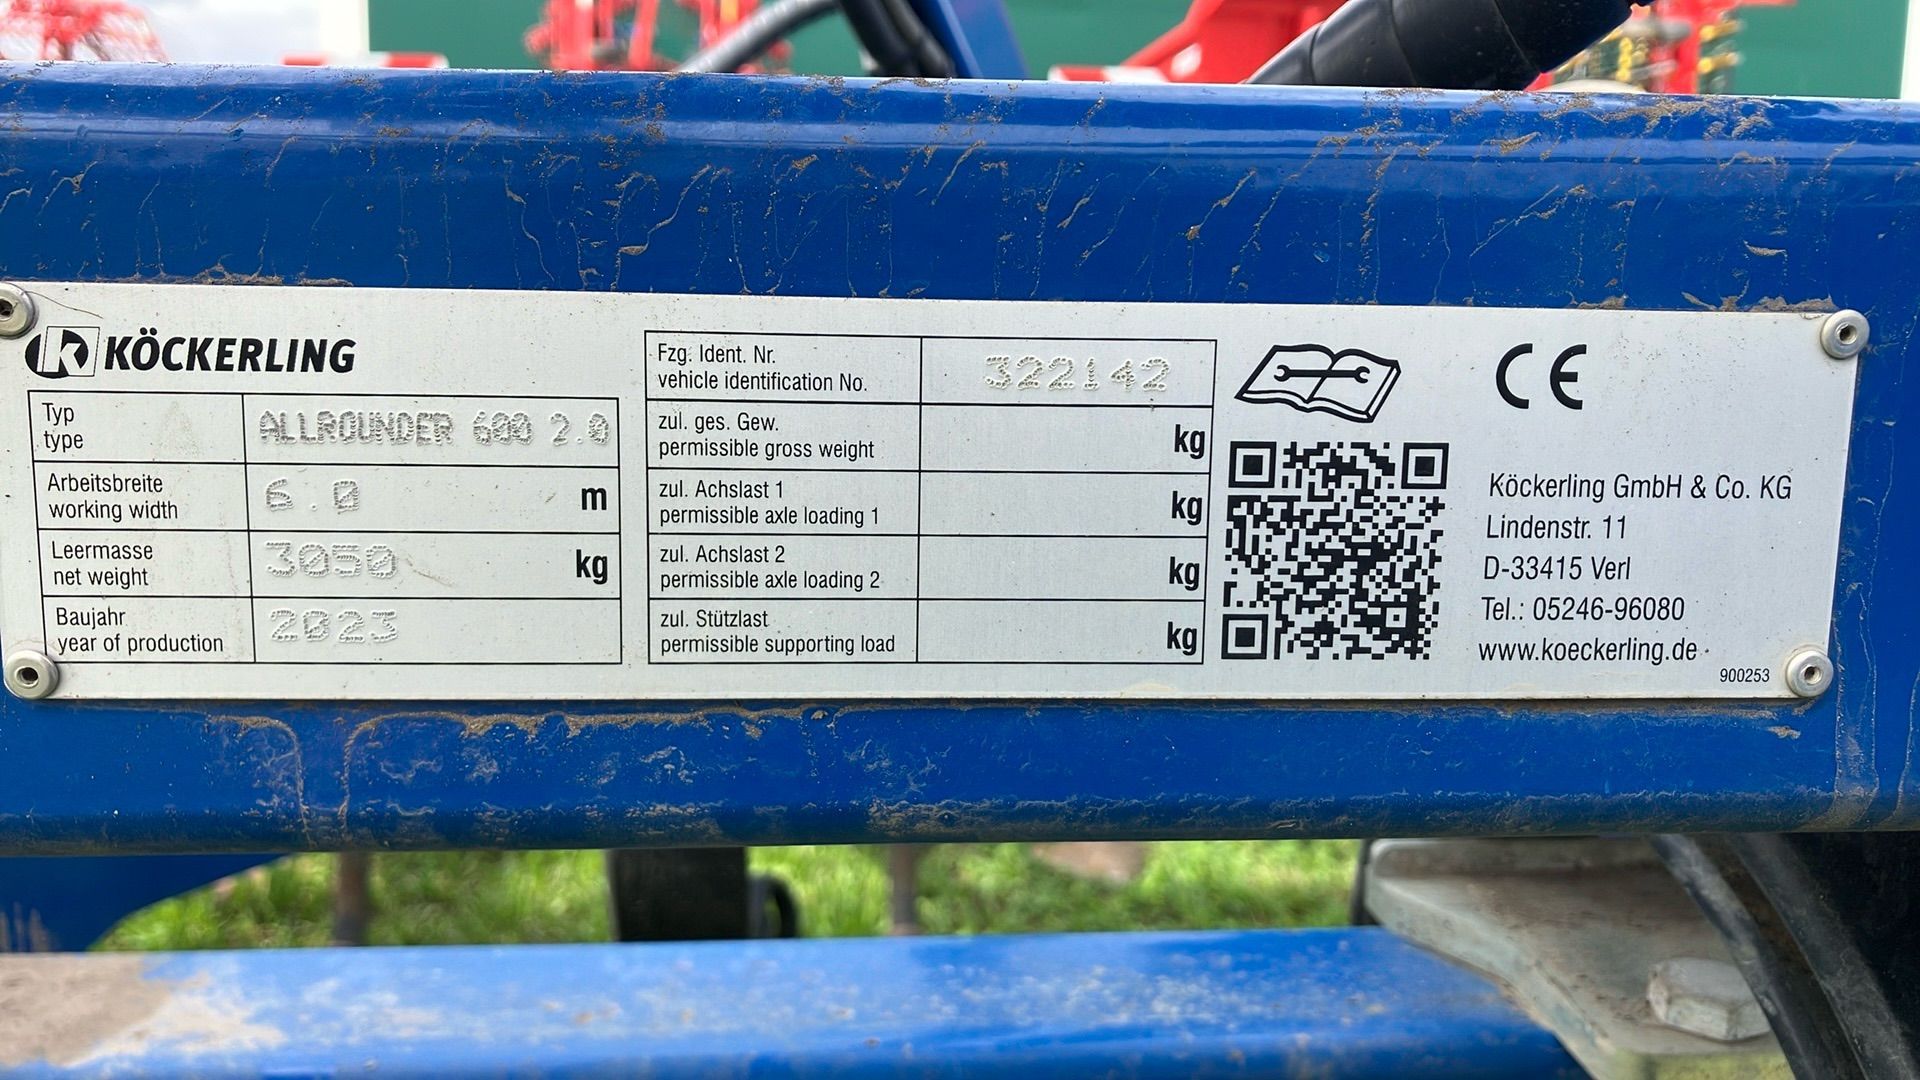 KÖCKERLING
Typ
type
ALLROUNDER 600 2.0
Arbeitsbreite
working width
6.0 m
Leermasse
net weight
3050 kg
Baujahr
year of production
2023
Fzg. Ident. Nr.
vehicle identification No.
322142
zul. ges. Gew.
permissible gross weight
kg
zul. Achslast 1
permissible axle loading 1
kg
zul. Achslast 2
permissible axle loading 2
kg
zul. Stützlast
permissible supporting load
kg
CE
Köckerling GmbH & Co. KG
Lindenstr. 11
D-33415 Verl
Tel.: 05246-96080
www.koeckerling.de
900253